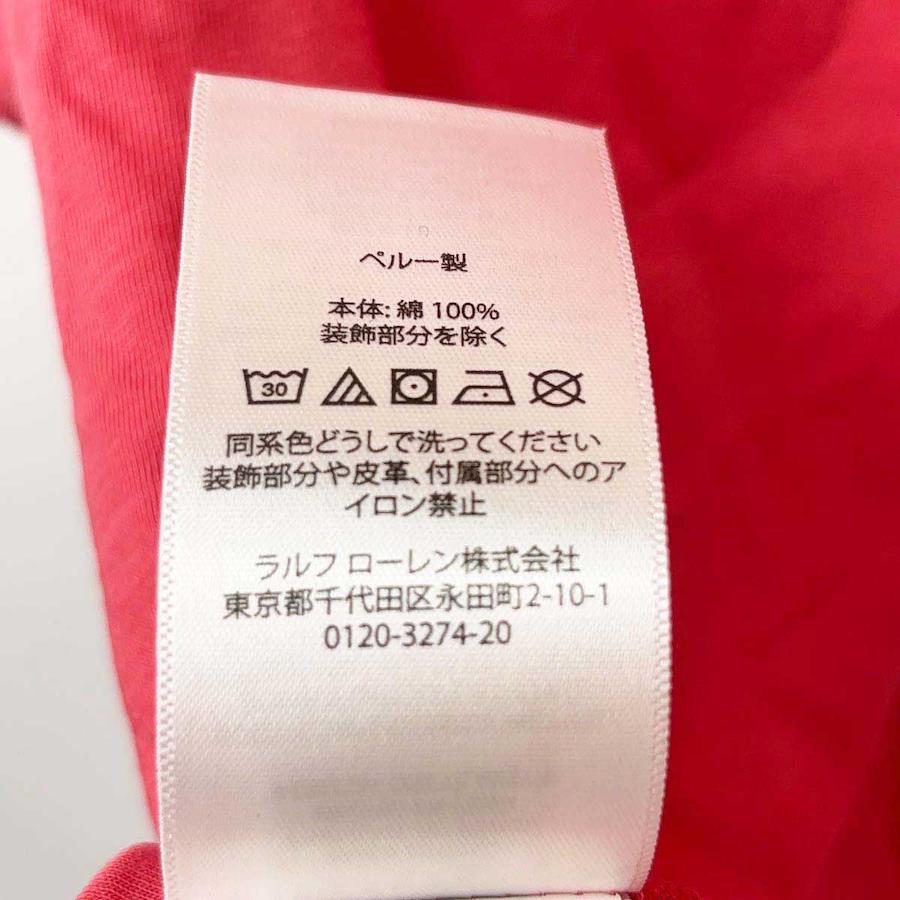 ペルー製
本体: 綿 100%
装飾部分を除く
30
同系色どうしで洗ってください
装飾部分や皮革、付属部分へのア
イロン禁止
ラルフ ローレン株式会社
東京都千代田区永田町2-10-1
0120-3274-20